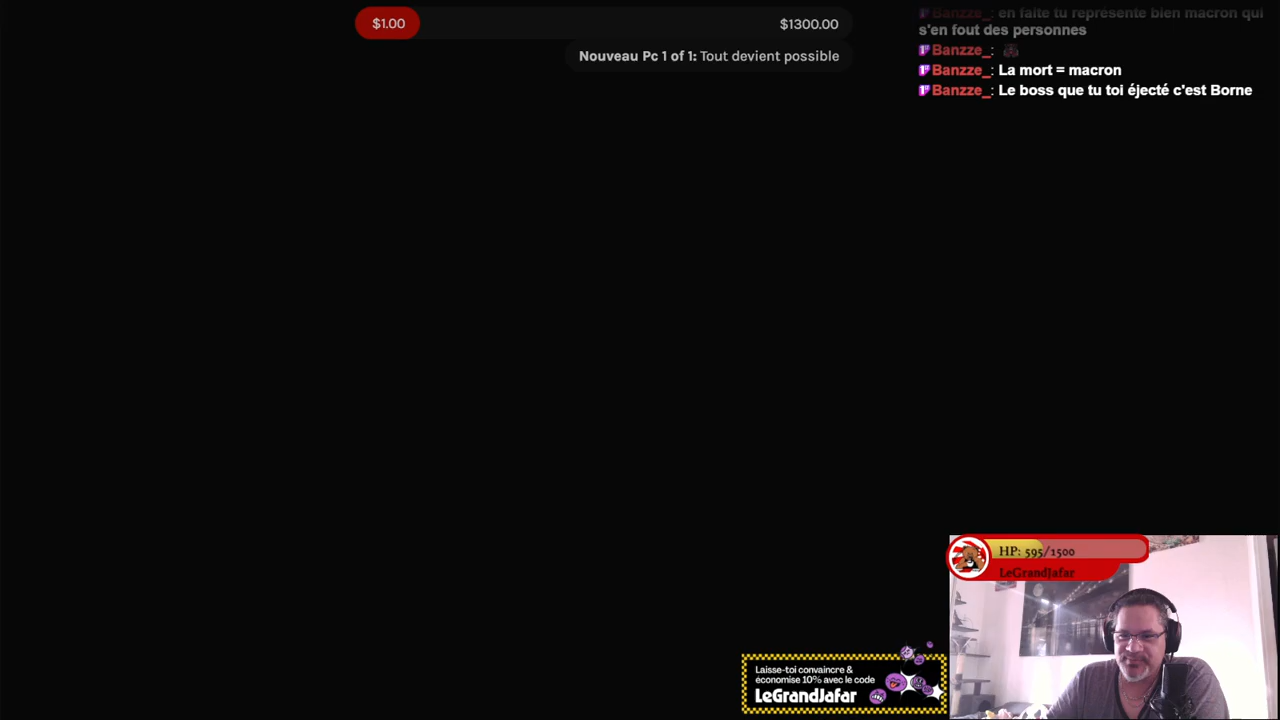 $1.00
$1300.00
Nouveau Pc 1 of 1: Tout devient possible
Banzze_: en faite tu représente bien macron qui
s'en fout des personnes
Banzze_:
Banzze_: La mort = macron
Banzze_: Le boss que tu toi éjecté c'est Borne
HP: 595/1500
LeGrandJafar
Laisse-toi convaincre &
économise 10% avec le code
LeGrandJafar